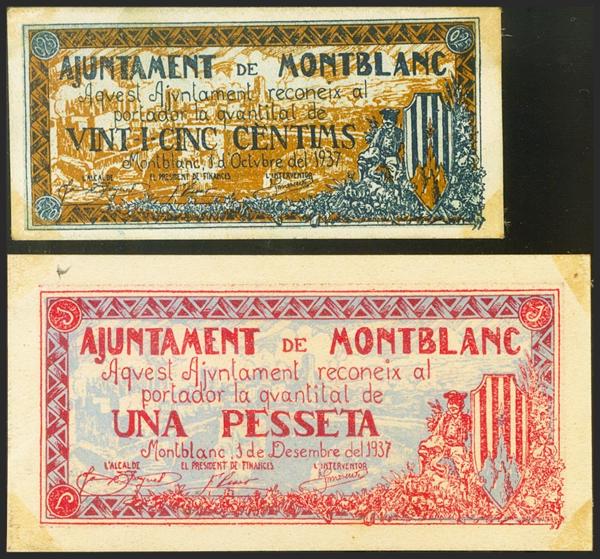 AJUNTAMENT DE MONTBLANC
Aqvest Ajvntament reconeix al
portador la qvantitat de
VINT-I-CINC CÈNTIMS
Montblanc, 1 d'Octvbre del 1937
L'ALCALDE EL PRESIDENT DE FINANCES L'INTERVENTOR
AJUNTAMENT DE MONTBLANC
Aqvest Ajvntament reconeix al
portador la qvantitat de
UNA PESSETA
Montblanc, 3 de Desembre del 1937
L'ALCALDE EL PRESIDENT DE FINANCES L'INTERVENTOR